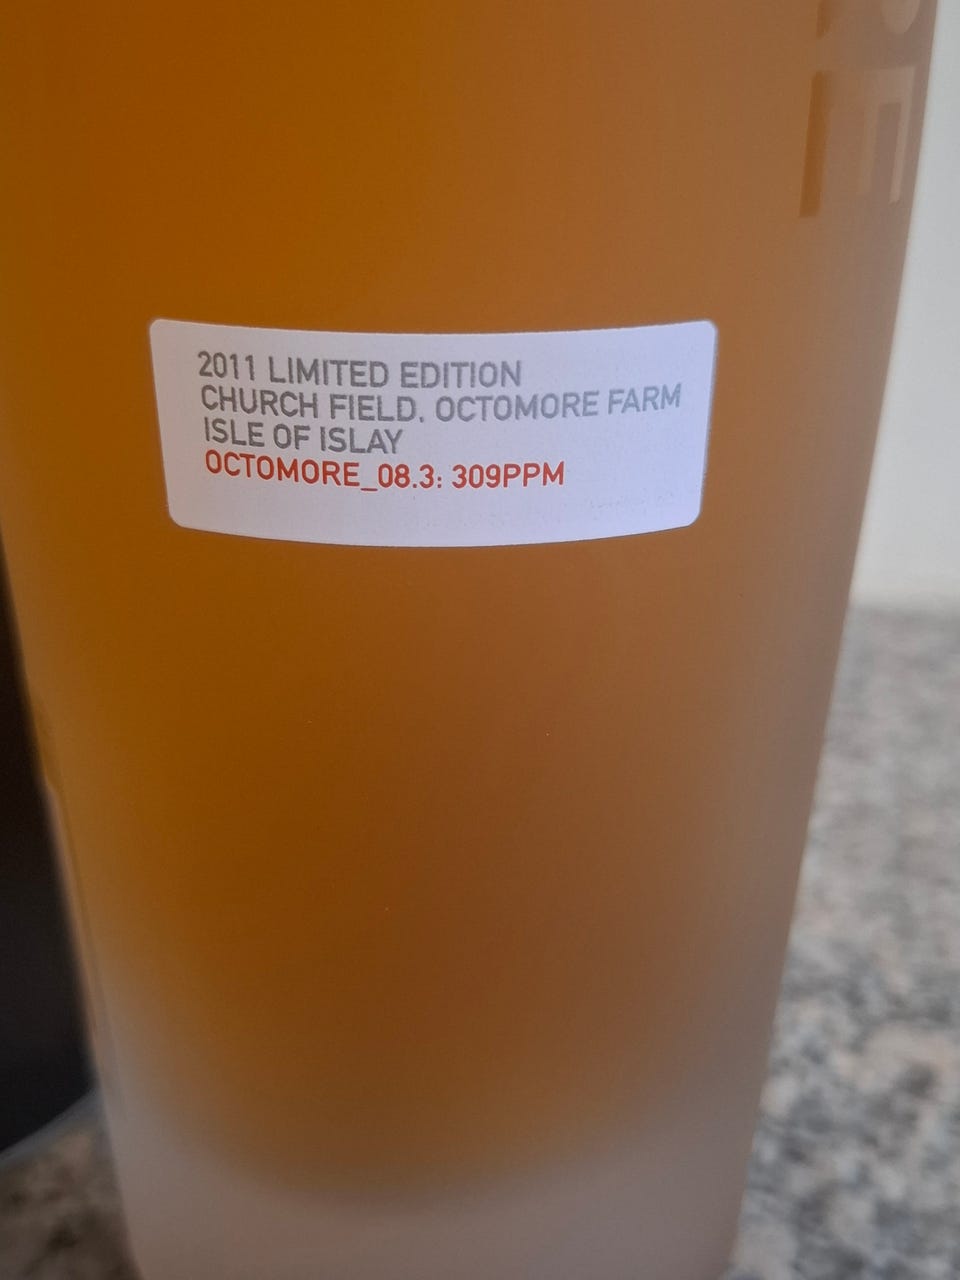 2011 LIMITED EDITION
CHURCH FIELD, OCTOMORE FARM
ISLE OF ISLAY
OCTOMORE_08.3: 309PPM